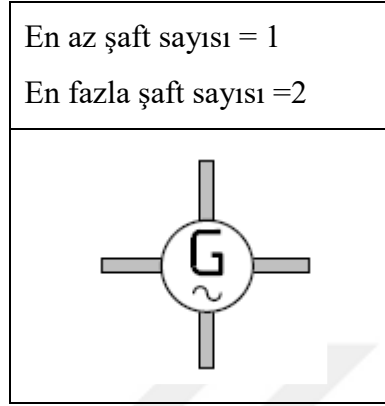 En az şaft sayısı = 1
En fazla şaft sayısı =2
G
~